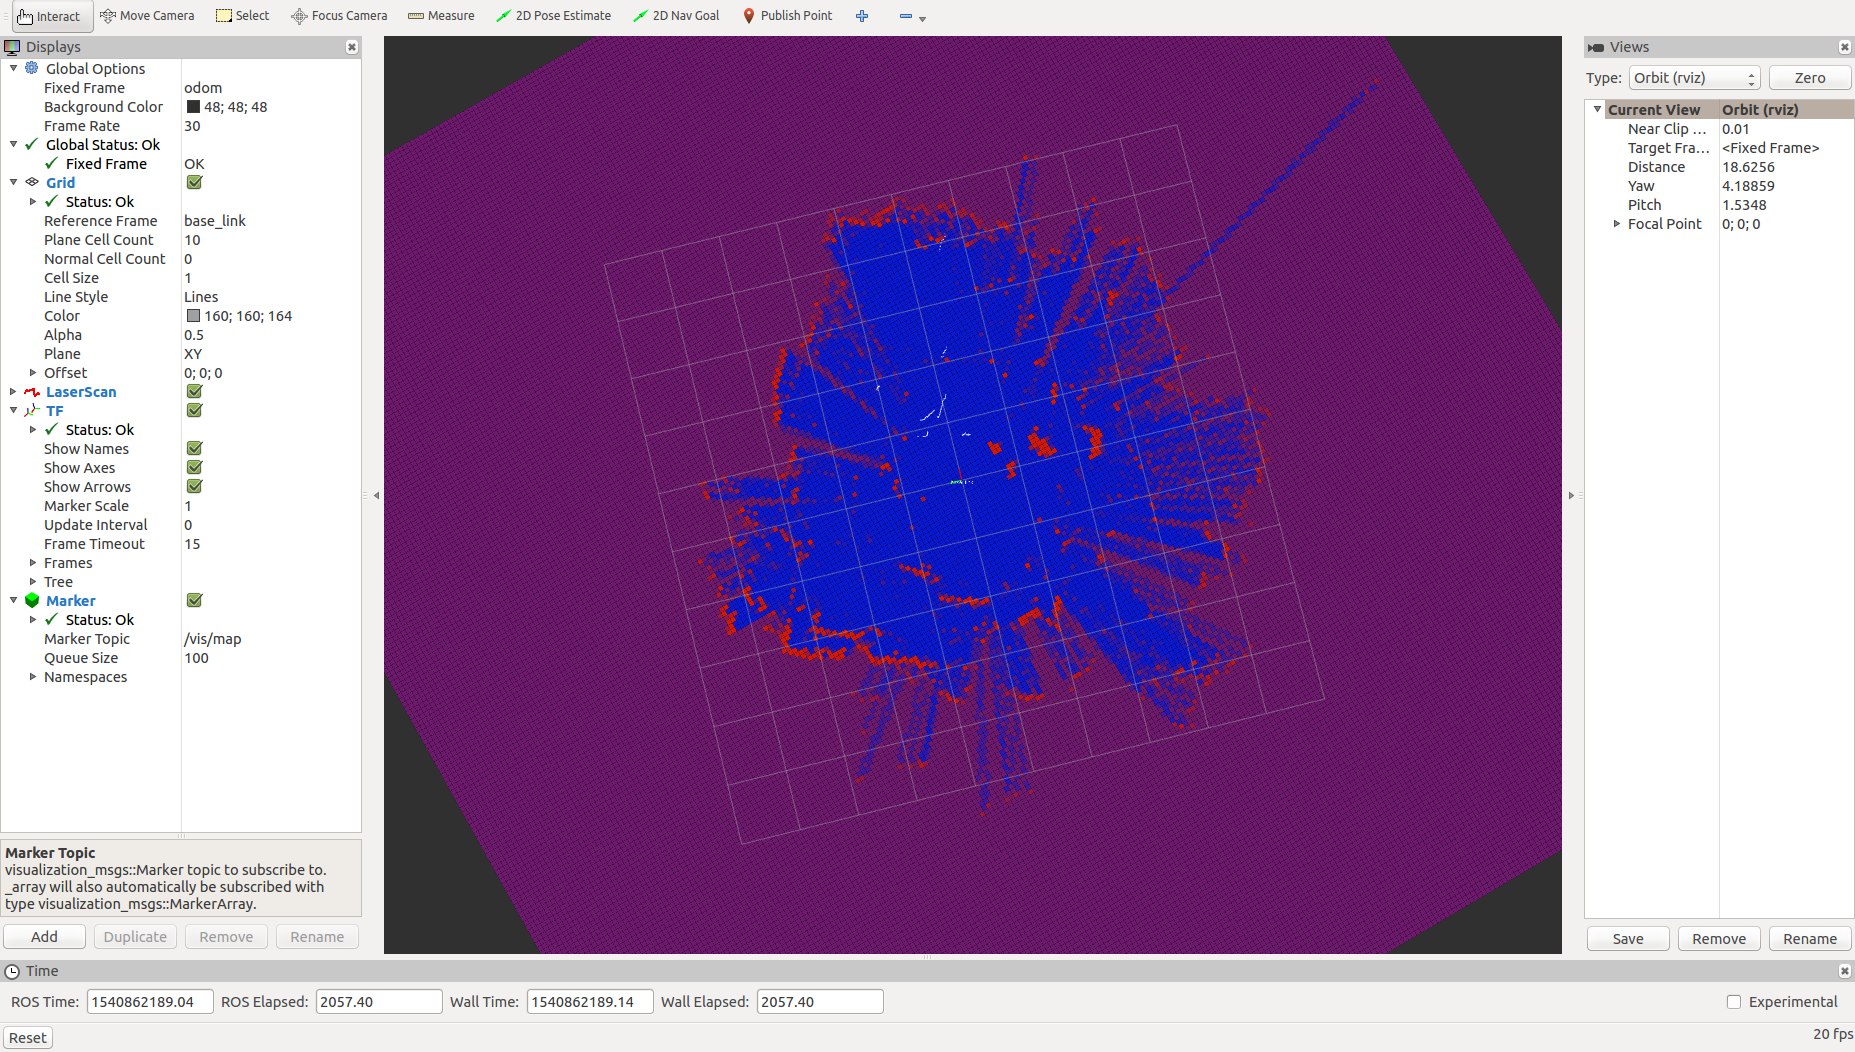 Interact Move Camera Select Focus Camera Measure 2D Pose Estimate 2D Nav Goal Publish Point
Displays
Global Options
Fixed Frame odom
Background Color 48; 48; 48
Frame Rate 30
Global Status: Ok
Fixed Frame OK
Grid
Status: Ok
Reference Frame base_link
Plane Cell Count 10
Normal Cell Count 0
Cell Size 1
Line Style Lines
Color 160; 160; 164
Alpha 0.5
Plane XY
Offset 0; 0; 0
LaserScan
TF
Status: Ok
Show Names
Show Axes
Show Arrows
Marker Scale 1
Update Interval 0
Frame Timeout 15
Frames
Tree
Marker
Status: Ok
Marker Topic /vis/map
Queue Size 100
Namespaces
Marker Topic
visualization_msgs::Marker topic to subscribe to.
_array will also automatically be subscribed with
type visualization_msgs::MarkerArray.
Add Duplicate Remove Rename
Views
Type: Orbit (rviz) Zero
Current View Orbit (rviz)
Near Clip ... 0.01
Target Fra... <Fixed Frame>
Distance 18.6256
Yaw 4.18859
Pitch 1.5348
Focal Point 0; 0; 0
Save Remove Rename
Time
ROS Time: 1540862189.04 ROS Elapsed: 2057.40 Wall Time: 1540862189.14 Wall Elapsed: 2057.40 Experimental
Reset 20 fps